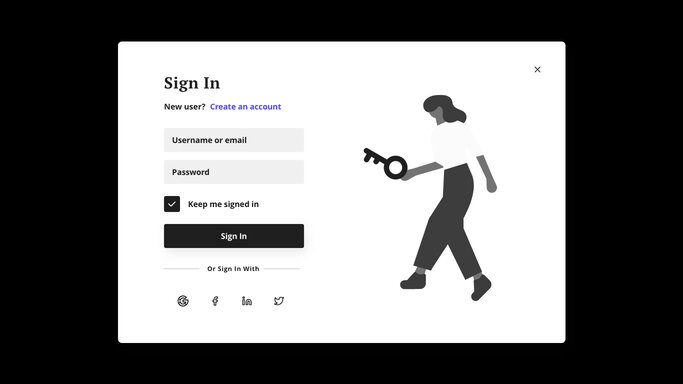 Sign In
New user? Create an account
Username or email
Password
Keep me signed in
Sign In
Or Sign In With